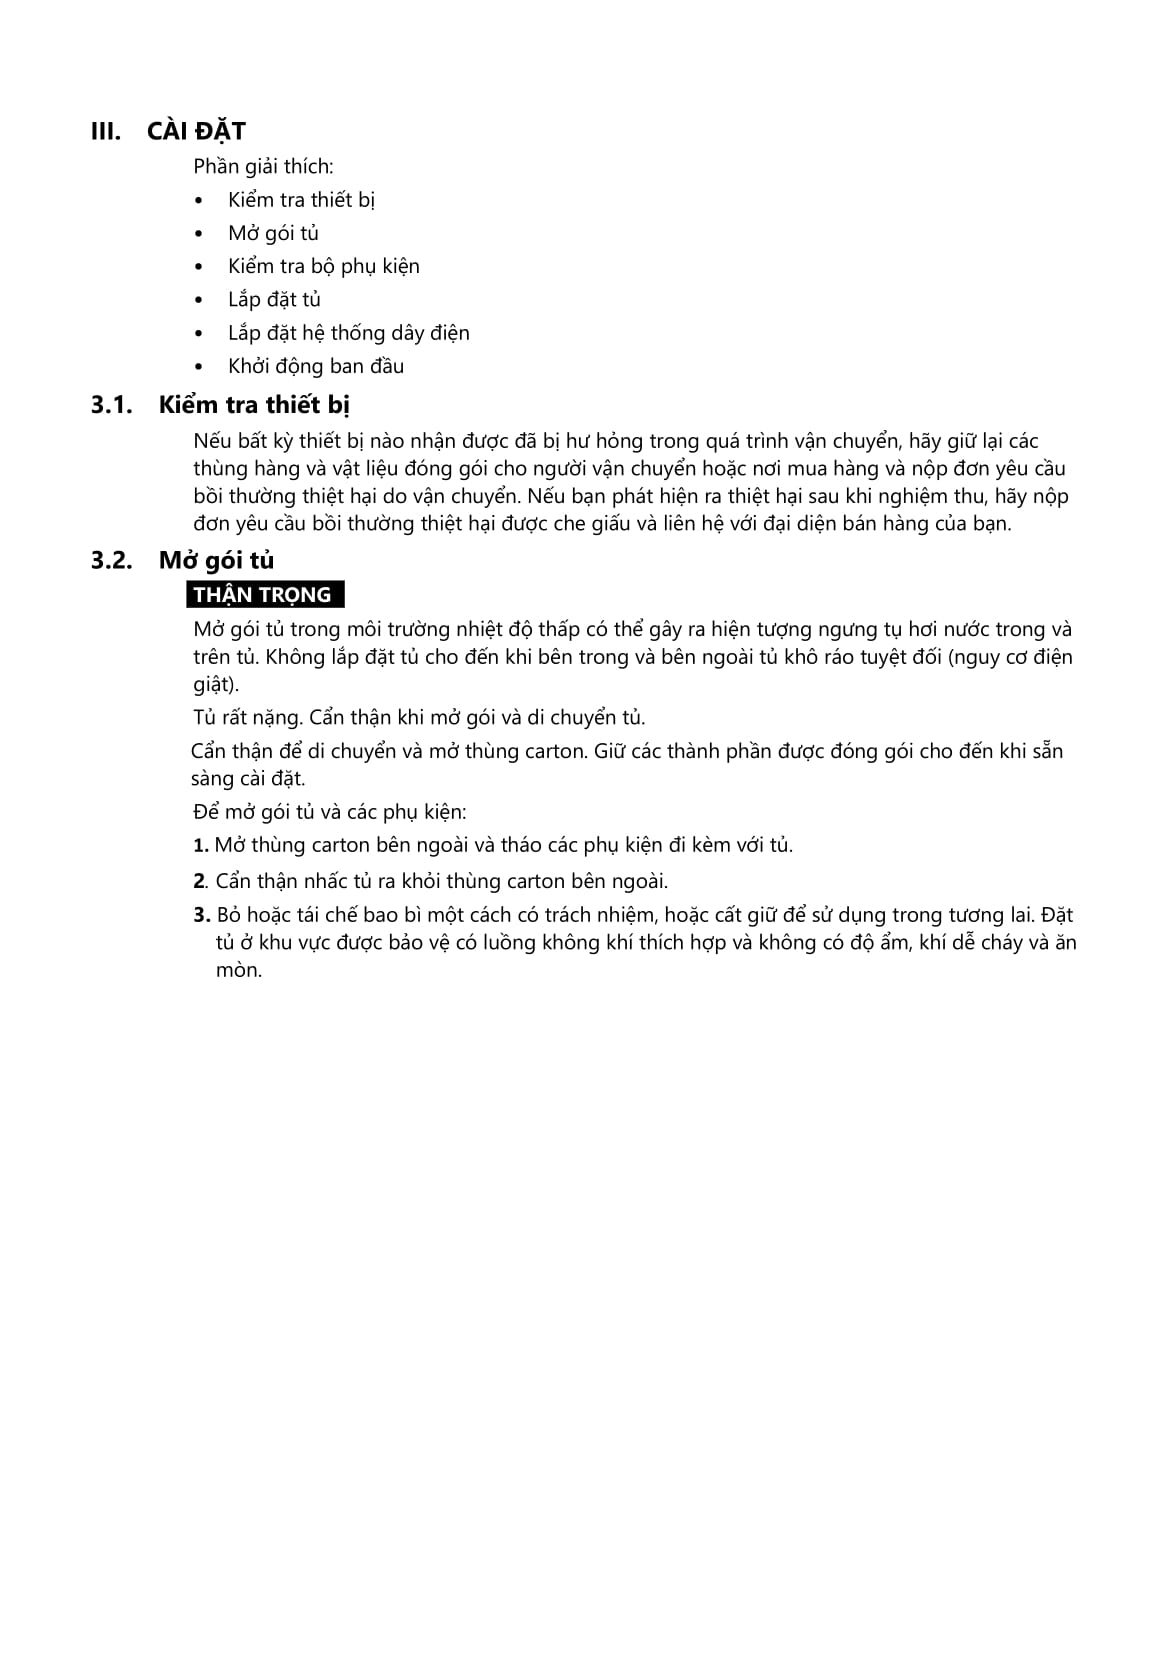 III. CÀI ĐẶT
Phần giải thích:
• Kiểm tra thiết bị
• Mở gói tủ
• Kiểm tra bộ phụ kiện
• Lắp đặt tủ
• Lắp đặt hệ thống dây điện
• Khởi động ban đầu
3.1. Kiểm tra thiết bị
Nếu bất kỳ thiết bị nào nhận được đã bị hư hỏng trong quá trình vận chuyển, hãy giữ lại các
thùng hàng và vật liệu đóng gói cho người vận chuyển hoặc nơi mua hàng và nộp đơn yêu cầu
bồi thường thiệt hại do vận chuyển. Nếu bạn phát hiện ra thiệt hại sau khi nghiệm thu, hãy nộp
đơn yêu cầu bồi thường thiệt hại được che giấu và liên hệ với đại diện bán hàng của bạn.
3.2. Mở gói tủ
THẬN TRỌNG
Mở gói tủ trong môi trường nhiệt độ thấp có thể gây ra hiện tượng ngưng tụ hơi nước trong và
trên tủ. Không lắp đặt tủ cho đến khi bên trong và bên ngoài tủ khô ráo tuyệt đối (nguy cơ điện
giật).
Tủ rất nặng. Cẩn thận khi mở gói và di chuyển tủ.
Cẩn thận để di chuyển và mở thùng carton. Giữ các thành phần được đóng gói cho đến khi sẵn
sàng cài đặt.
Để mở gói tủ và các phụ kiện:
1. Mở thùng carton bên ngoài và tháo các phụ kiện đi kèm với tủ.
2. Cẩn thận nhấc tủ ra khỏi thùng carton bên ngoài.
3. Bỏ hoặc tái chế bao bì một cách có trách nhiệm, hoặc cất giữ để sử dụng trong tương lai. Đặt
tủ ở khu vực được bảo vệ có luồng không khí thích hợp và không có độ ẩm, khí dễ cháy và ăn
mòn.